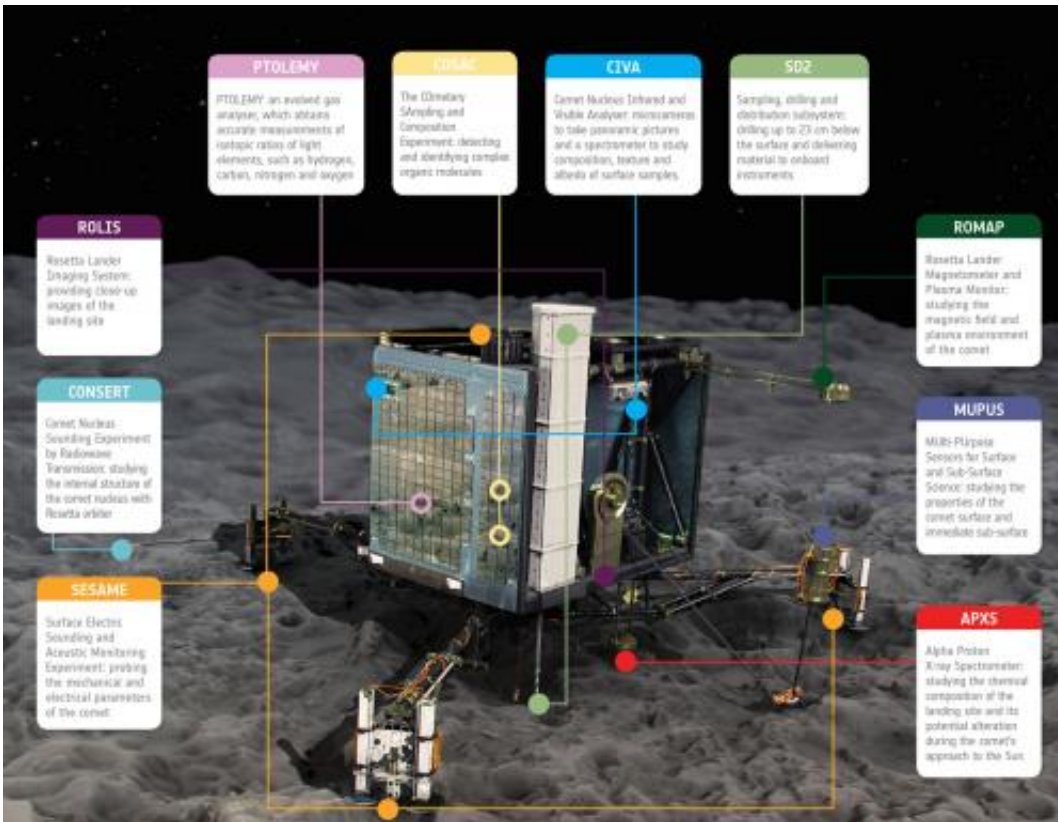 PTOLEMY
PTOLEMY: an evolved gas
analyser, which obtains
accurate measurements of
isotopic ratios of light
elements, such as hydrogen,
carbon, nitrogen and oxygen
COSAC
The COmetary
SAmpling and
Composition
Experiment: detecting
and identifying complex
organic molecules
CIVA
Comet Nucleus Infrared and
Visible Analyser: microcameras
to take panoramic pictures
and a spectrometer to study
composition, texture and
albedo of surface samples
SD2
Sampling, drilling and
distribution subsystem:
drilling up to 23 cm below
the surface and delivering
material to onboard
instruments
ROLIS
Rosetta Lander
Imaging System:
providing close-up
images of the
landing site
ROMAP
Rosetta Lander
Magnetometer and
Plasma Monitor:
studying the
magnetic field and
plasma environment
of the comet
CONSERT
Comet Nucleus
Sounding Experiment
by Radiowave
Transmission: studying
the internal structure of
the comet nucleus with
Rosetta orbiter
MUPUS
MUlti-PUrpose
Sensors for Surface
and Sub-Surface
Science: studying the
properties of the
comet surface and
immediate sub-surface
SESAME
Surface Electric
Sounding and
Acoustic Monitoring
Experiment: probing
the mechanical and
electrical parameters
of the comet
APXS
Alpha Proton
X-ray Spectrometer:
studying the chemical
composition of the
landing site and its
potential alteration
during the comet's
approach to the Sun